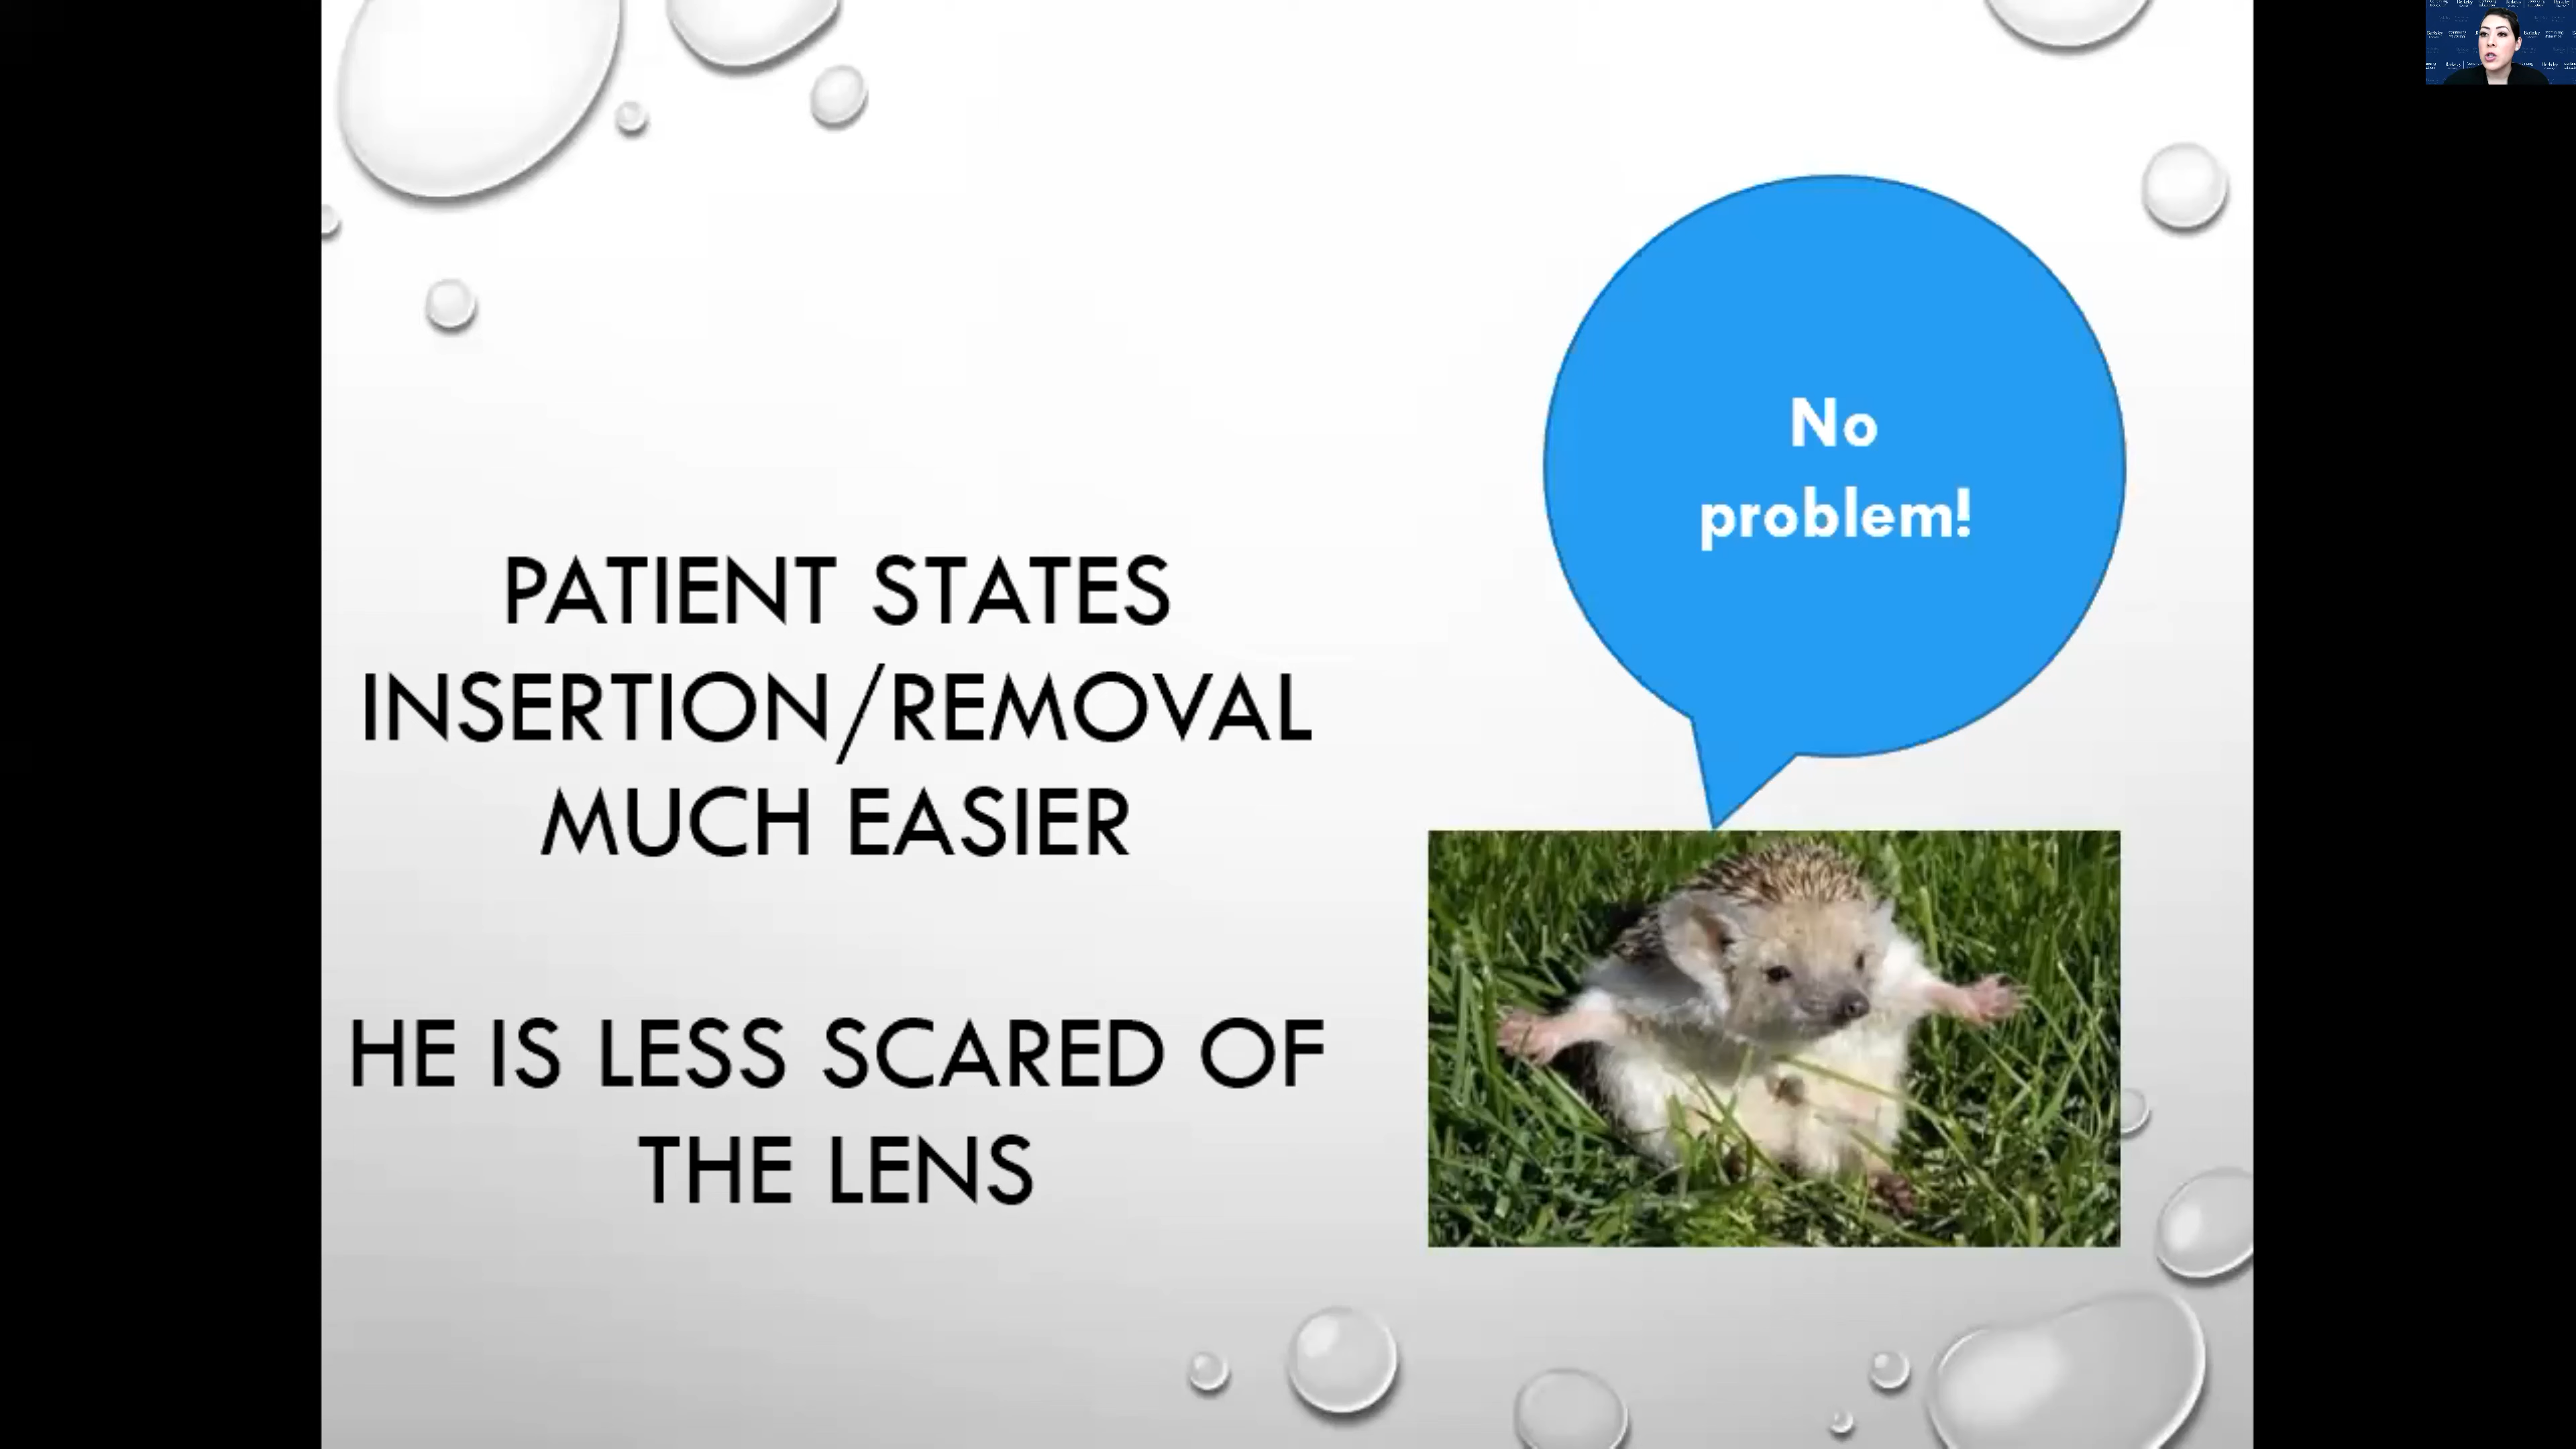 PATIENT STATES
INSERTION/REMOVAL
MUCH EASIER
HE IS LESS SCARED OF
THE LENS
No
problem!